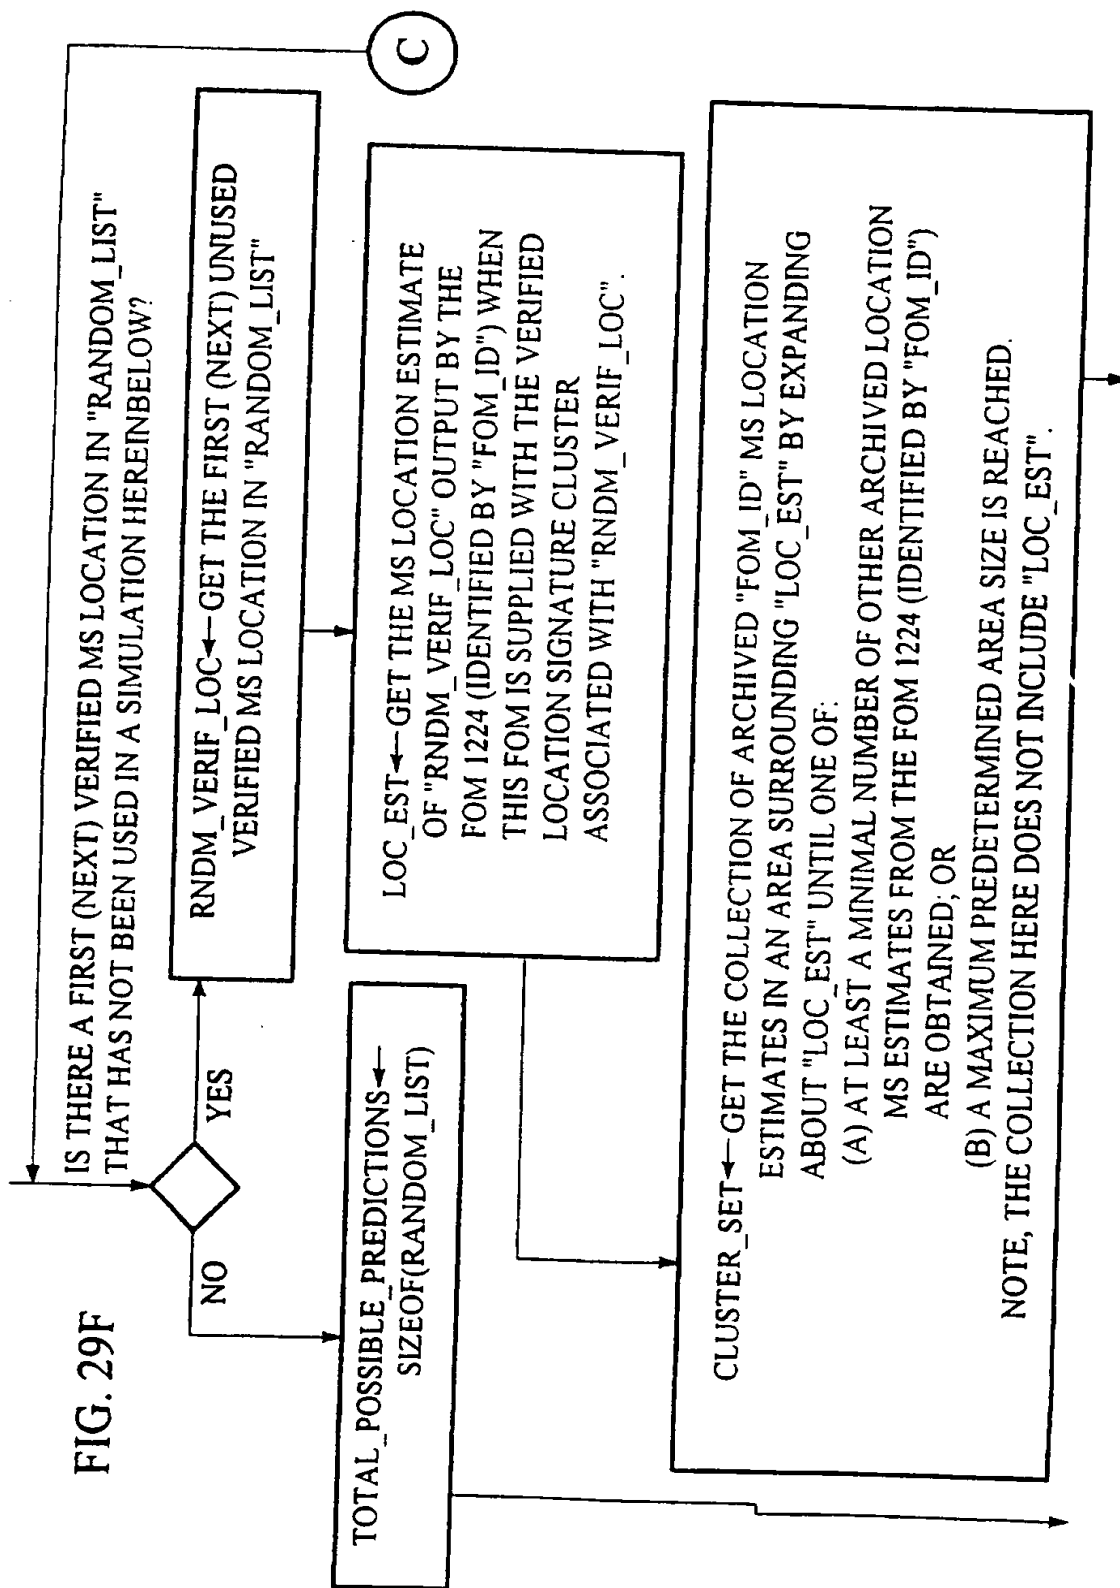 FIG. 29F
IS THERE A FIRST (NEXT) VERIFIED MS LOCATION IN "RANDOM_LIST"
THAT HAS NOT BEEN USED IN A SIMULATION HEREINBELOW?
C
NO
YES
RNDM_VERIF_LOC←GET THE FIRST (NEXT) UNUSED
VERIFIED MS LOCATION IN "RANDOM_LIST"
TOTAL_POSSIBLE_PREDICTIONS←
SIZEOF(RANDOM_LIST)
LOC_EST←GET THE MS LOCATION ESTIMATE
OF "RNDM_VERIF_LOC" OUTPUT BY THE
FOM 1224 (IDENTIFIED BY "FOM_ID") WHEN
THIS FOM IS SUPPLIED WITH THE VERIFIED
LOCATION SIGNATURE CLUSTER
ASSOCIATED WITH "RNDM_VERIF_LOC".
CLUSTER_SET←GET THE COLLECTION OF ARCHIVED "FOM_ID" MS LOCATION
ESTIMATES IN AN AREA SURROUNDING "LOC_EST" BY EXPANDING
ABOUT "LOC_EST" UNTIL ONE OF:
(A) AT LEAST A MINIMAL NUMBER OF OTHER ARCHIVED LOCATION
MS ESTIMATES FROM THE FOM 1224 (IDENTIFIED BY "FOM_ID")
ARE OBTAINED; OR
(B) A MAXIMUM PREDETERMINED AREA SIZE IS REACHED.
NOTE, THE COLLECTION HERE DOES NOT INCLUDE "LOC_EST".